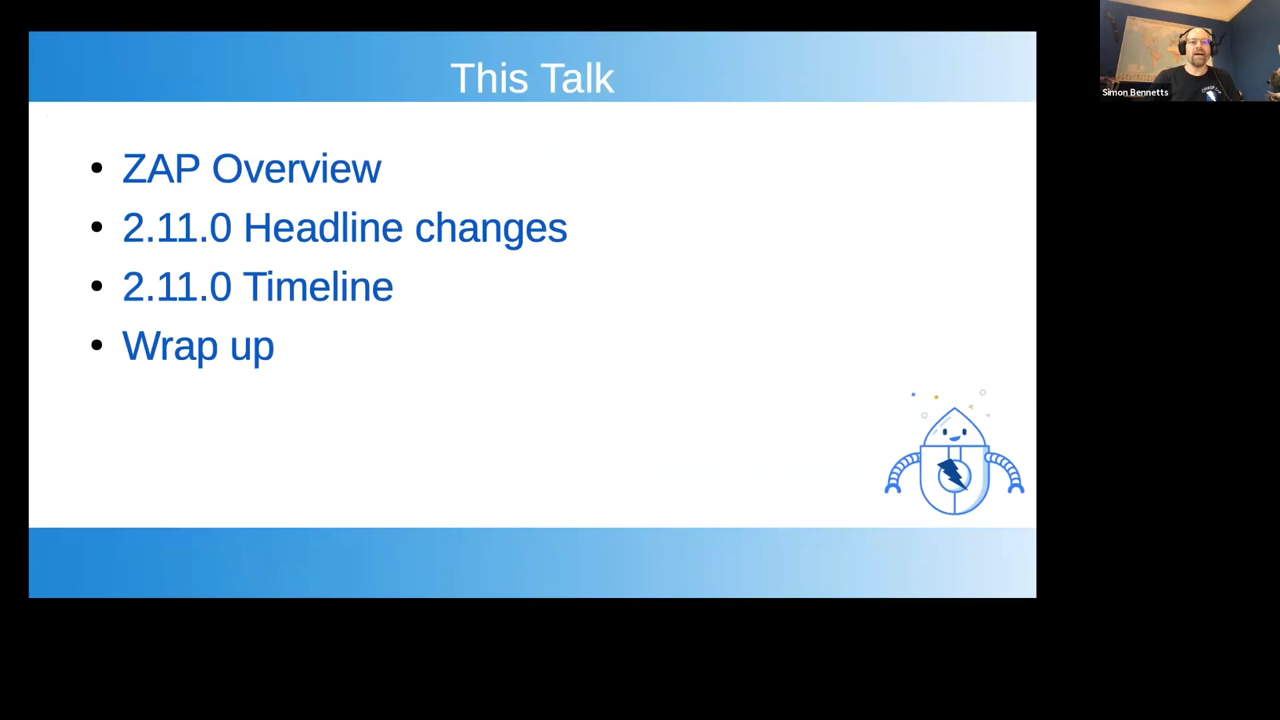 This Talk
Simon Bennetts
• ZAP Overview
• 2.11.0 Headline changes
• 2.11.0 Timeline
• Wrap up